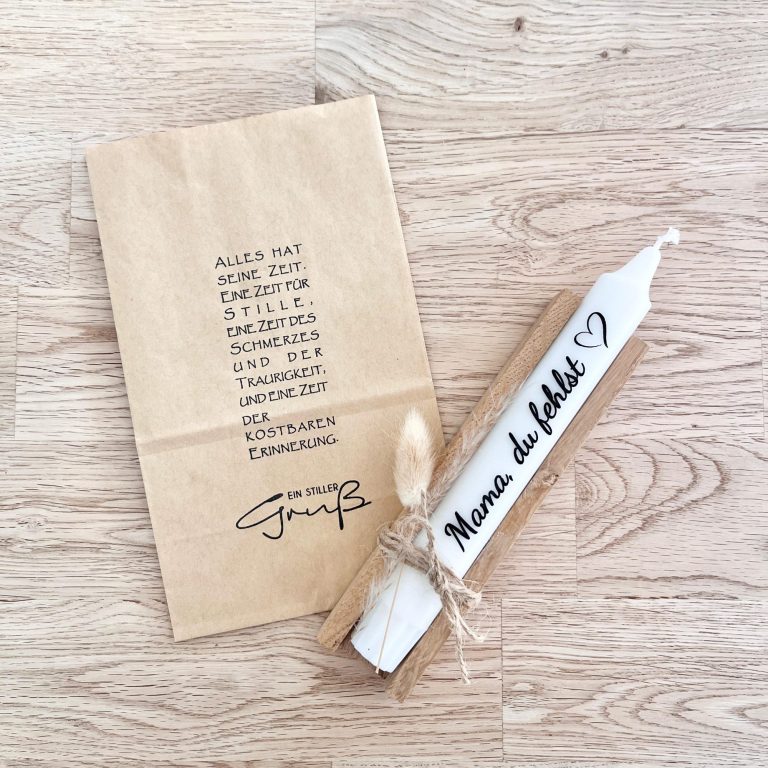 ALLES HAT
SEINE ZEIT.
EINE ZEIT FÜR
STILLE,
EINE ZEIT DES
SCHMERZES
UND DER
TRAURIGKEIT,
UND EINE ZEIT
DER
KOSTBAREN
ERINNERUNG.
EIN STILLER
Gruß
Mama, du fehlst